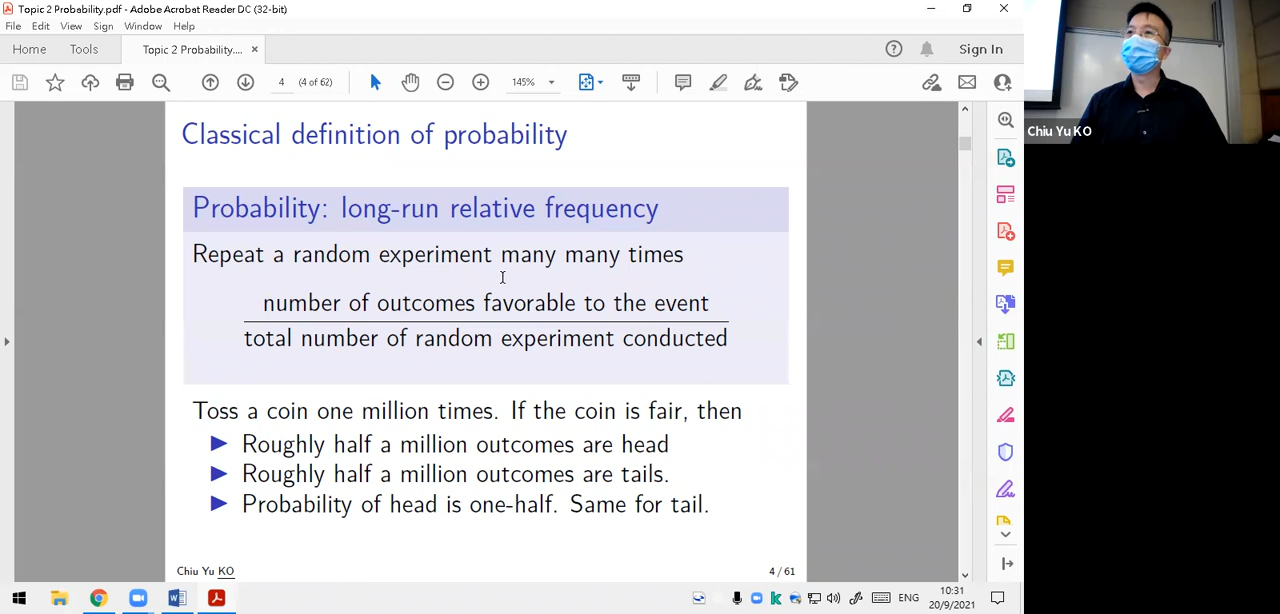 Topic 2 Probability.pdf - Adobe Acrobat Reader DC (32-bit)
File Edit View Sign Window Help
Home Tools Topic 2 Probability.... × Sign In
4 (4 of 62) 145%
Classical definition of probability
Probability: long-run relative frequency
Repeat a random experiment many many times
number of outcomes favorable to the event
total number of random experiment conducted
Toss a coin one million times. If the coin is fair, then
▶ Roughly half a million outcomes are head
▶ Roughly half a million outcomes are tails.
▶ Probability of head is one-half. Same for tail.
Chiu Yu KO 4 / 61
Chiu Yu KO
ENG 10:31
20/9/2021